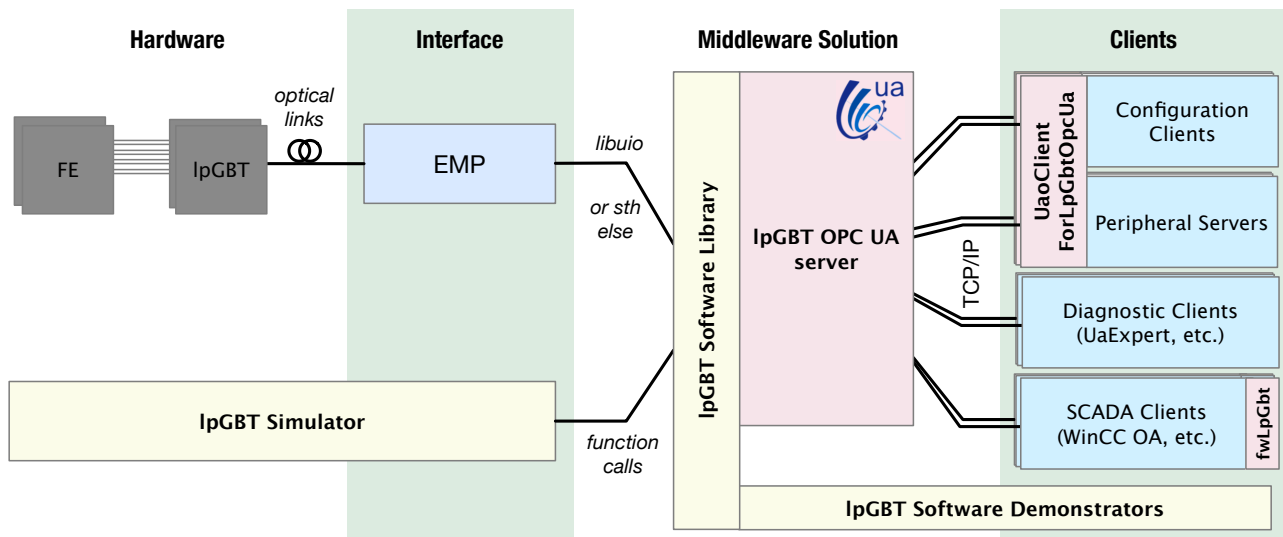 Hardware
Interface
Middleware Solution
Clients
optical
links
FE
lpGBT
EMP
libuio
or sth
else
lpGBT Simulator
function
calls
lpGBT Software Library
ua
lpGBT OPC UA
server
TCP/IP
UaoClient
ForLpGbtOpcUa
Configuration
Clients
Peripheral Servers
Diagnostic Clients
(UaExpert, etc.)
SCADA Clients
(WinCC OA, etc.)
fwLpGbt
lpGBT Software Demonstrators